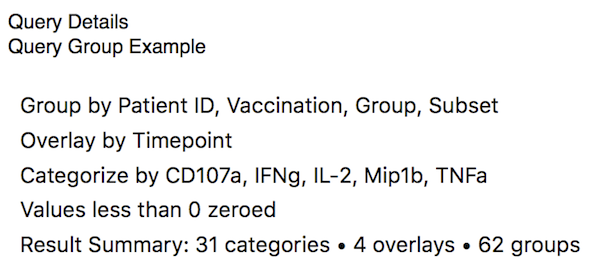 Query Details
Query Group Example
Group by Patient ID, Vaccination, Group, Subset
Overlay by Timepoint
Categorize by CD107a, IFNg, IL-2, Mip1b, TNFa
Values less than 0 zeroed
Result Summary: 31 categories • 4 overlays • 62 groups